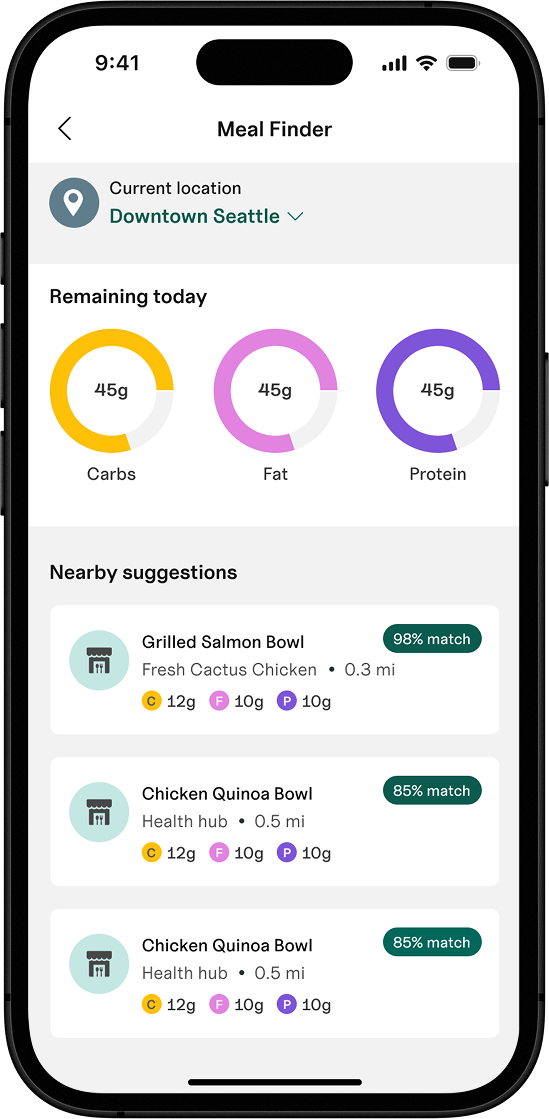 9:41
Meal Finder
Current location
Downtown Seattle
Remaining today
45g 45g 45g
Carbs Fat Protein
Nearby suggestions
Grilled Salmon Bowl 98% match
Fresh Cactus Chicken • 0.3 mi
C 12g F 10g P 10g
Chicken Quinoa Bowl 85% match
Health hub • 0.5 mi
C 12g F 10g P 10g
Chicken Quinoa Bowl 85% match
Health hub • 0.5 mi
C 12g F 10g P 10g